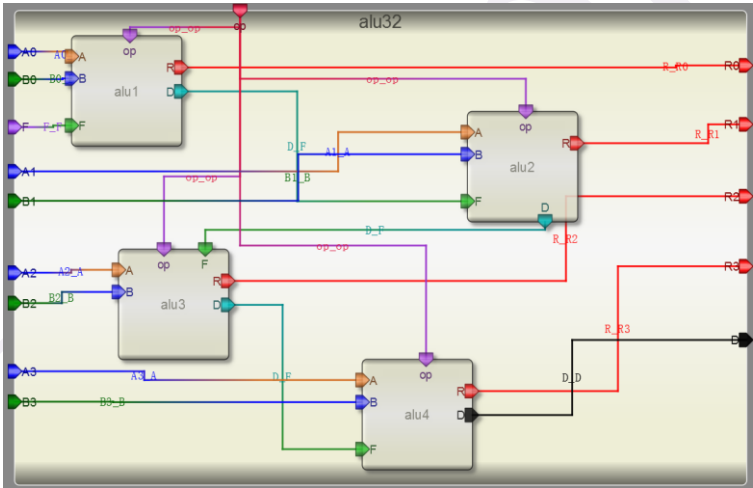 alu32
op
op_op
A0
A0
A
op
B0
B0
B
alu1
R
D
R_R0
R0
op_op
F
F_F
F
op
R1
R_R1
A
R
D_F
A1_A
B
alu2
A1
B1_B
op_op
B1
F
D
R2
D_F
R_R2
op_op
A2
A2_A
A
op
F
R3
B2
B2_B
B
alu3
R
D
R_R3
D
A3
A3_A
D_F
A
op
D_D
B3
B3_B
B
alu4
R
D
F